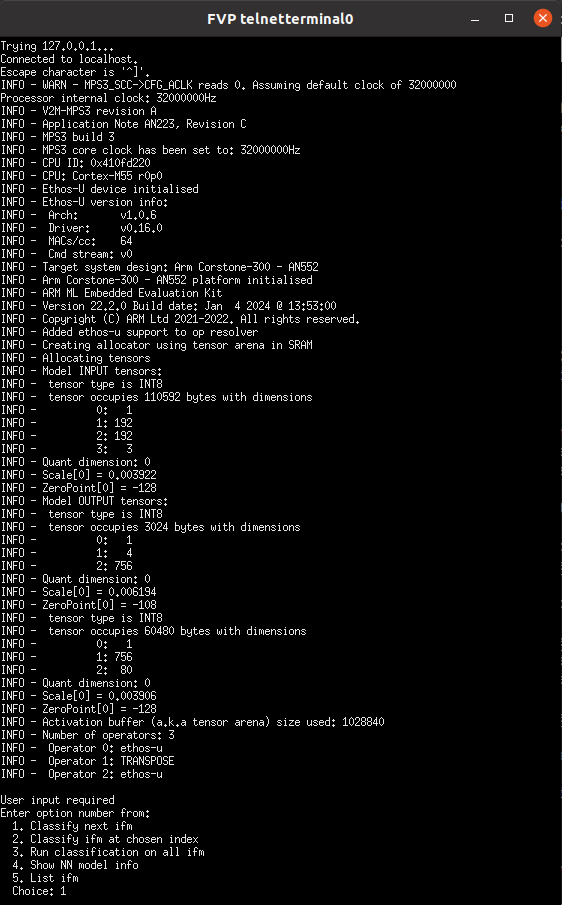 FVP telnetterminal0
Trying 127.0.0.1...
Connected to localhost.
Escape character is '^]'.
INFO - WARN - MPS3_SCC->CFG_ACLK reads 0. Assuming default clock of 32000000
Processor internal clock: 32000000Hz
INFO - V2M-MPS3 revision A
INFO - Application Note AN223, Revision C
INFO - MPS3 build 3
INFO - MPS3 core clock has been set to: 32000000Hz
INFO - CPU ID: 0x410fd220
INFO - CPU: Cortex-M55 r0p0
INFO - Ethos-U device initialised
INFO - Ethos-U version info:
INFO -  Arch:       v1.0.6
INFO -  Driver:     v0.16.0
INFO -  MACs/cc:    64
INFO -  Cmd stream: v0
INFO - Target system design: Arm Corstone-300 - AN552
INFO - Arm Corstone-300 - AN552 platform initialised
INFO - ARM ML Embedded Evaluation Kit
INFO - Version 22.2.0 Build date: Jan  4 2024 @ 13:53:00
INFO - Copyright (C) ARM Ltd 2021-2022. All rights reserved.
INFO - Added ethos-u support to op resolver
INFO - Creating allocator using tensor arena in SRAM
INFO - Allocating tensors
INFO - Model INPUT tensors:
INFO -  tensor type is INT8
INFO -  tensor occupies 110592 bytes with dimensions
INFO -          0:   1
INFO -          1: 192
INFO -          2: 192
INFO -          3:   3
INFO - Quant dimension: 0
INFO - Scale[0] = 0.003922
INFO - ZeroPoint[0] = -128
INFO - Model OUTPUT tensors:
INFO -  tensor type is INT8
INFO -  tensor occupies 3024 bytes with dimensions
INFO -          0:   1
INFO -          1:   4
INFO -          2: 756
INFO - Quant dimension: 0
INFO - Scale[0] = 0.006194
INFO - ZeroPoint[0] = -108
INFO -  tensor type is INT8
INFO -  tensor occupies 60480 bytes with dimensions
INFO -          0:   1
INFO -          1: 756
INFO -          2:  80
INFO - Quant dimension: 0
INFO - Scale[0] = 0.003906
INFO - ZeroPoint[0] = -128
INFO - Activation buffer (a.k.a tensor arena) size used: 1028840
INFO - Number of operators: 3
INFO -  Operator 0: ethos-u
INFO -  Operator 1: TRANSPOSE
INFO -  Operator 2: ethos-u
User input required
Enter option number from:
1. Classify next ifm
2. Classify ifm at chosen index
3. Run classification on all ifm
4. Show NN model info
5. List ifm
Choice: 1